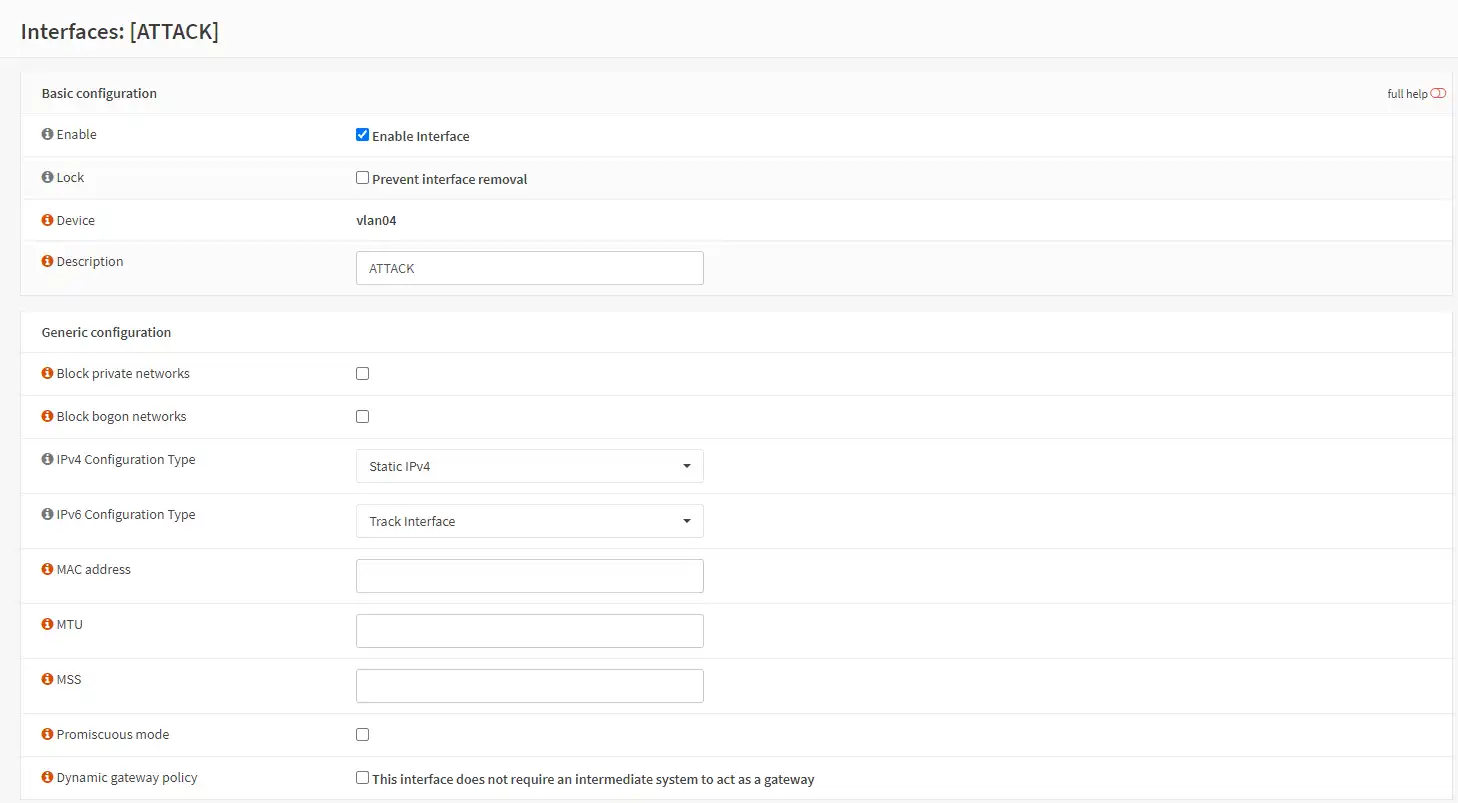 Interfaces: [ATTACK]
Basic configuration
full help
Enable
Enable Interface
Lock
Prevent interface removal
Device
vlan04
Description
ATTACK
Generic configuration
Block private networks
Block bogon networks
IPv4 Configuration Type
Static IPv4
IPv6 Configuration Type
Track Interface
MAC address
MTU
MSS
Promiscuous mode
Dynamic gateway policy
This interface does not require an intermediate system to act as a gateway